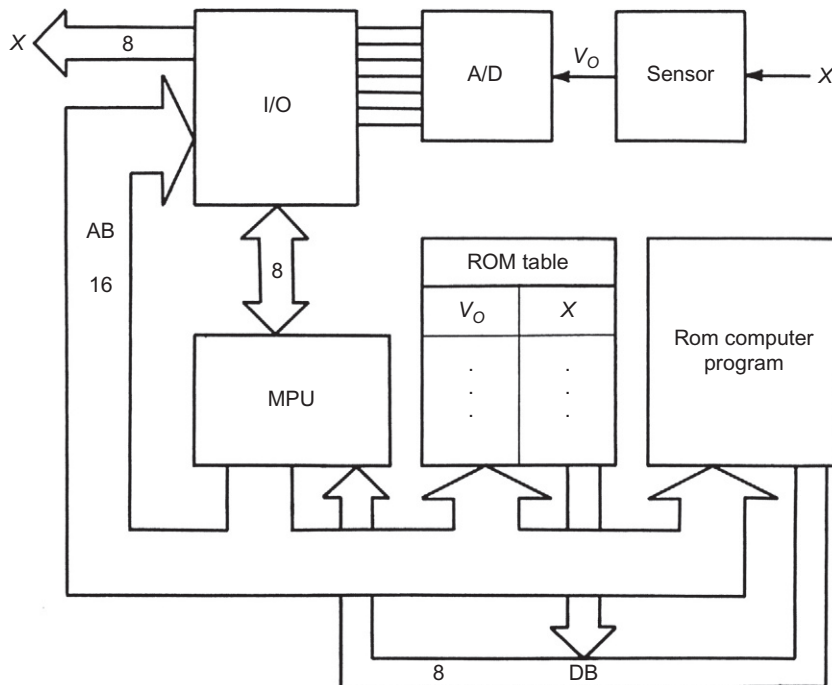 X
8
I/O
A/D
V_O
Sensor
X
AB
16
8
ROM table
V_O
X
.
.
.
.
.
.
Rom computer
program
MPU
8
DB